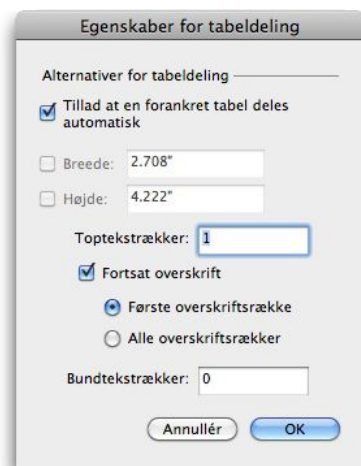 Egenskaber for tabeldeling
Alternativer for tabeldeling
Tillad at en forankret tabel deles
automatisk
Breede: 2.708"
Højde: 4.222"
Toptekstrækker: 1
Fortsat overskrift
Første overskriftsrække
Alle overskriftsrækker
Bundtekstrækker: 0
Annullér OK